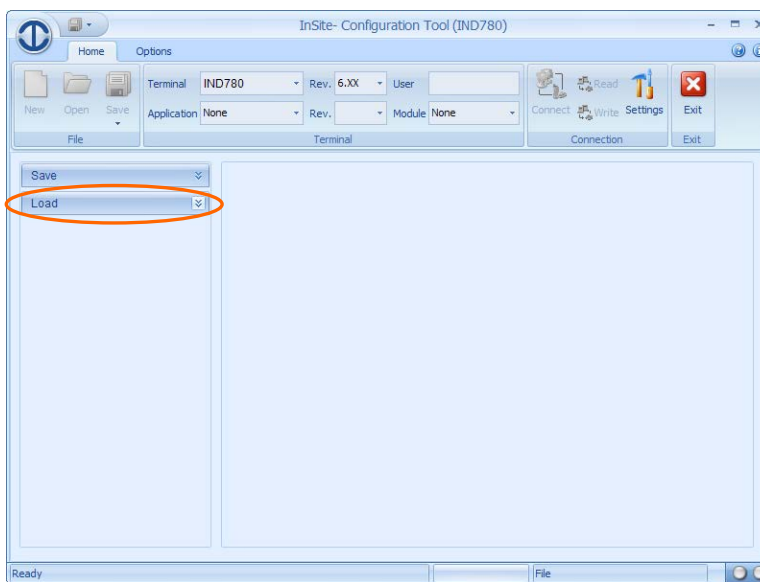 InSite- Configuration Tool (IND780)
Home Options
Terminal IND780 Rev. 6.XX User
New Open Save Application None Rev. Module None Connect Read Write Settings Exit
File Terminal Connection Exit
Save
Load
Ready File